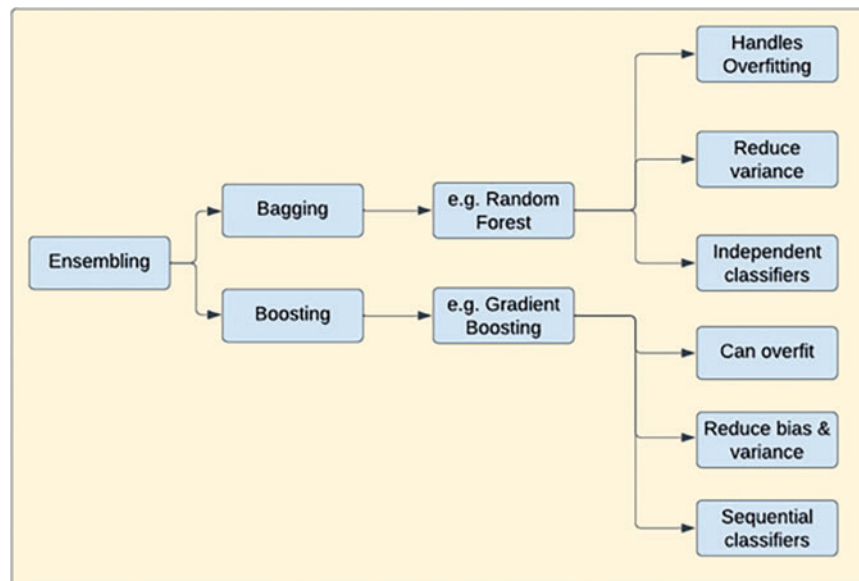 Ensembling
Bagging
e.g. Random
Forest
Handles
Overfitting
Reduce
variance
Independent
classifiers
Boosting
e.g. Gradient
Boosting
Can overfit
Reduce bias &
variance
Sequential
classifiers